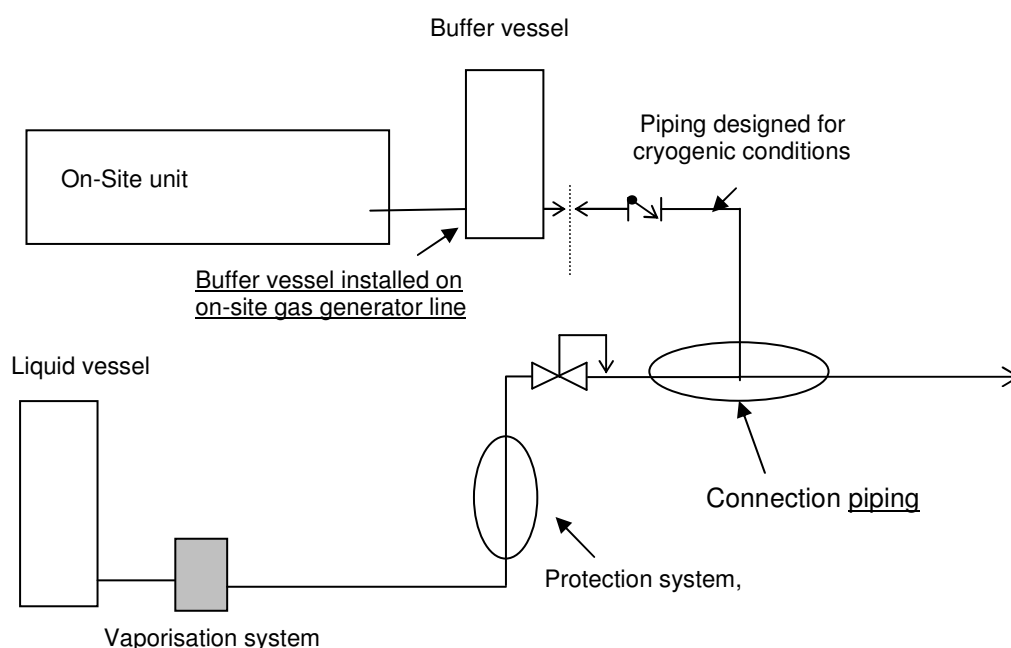 Buffer vessel
Piping designed for
cryogenic conditions
On-Site unit
Buffer vessel installed on
on-site gas generator line
Liquid vessel
Connection piping
Protection system,
Vaporisation system